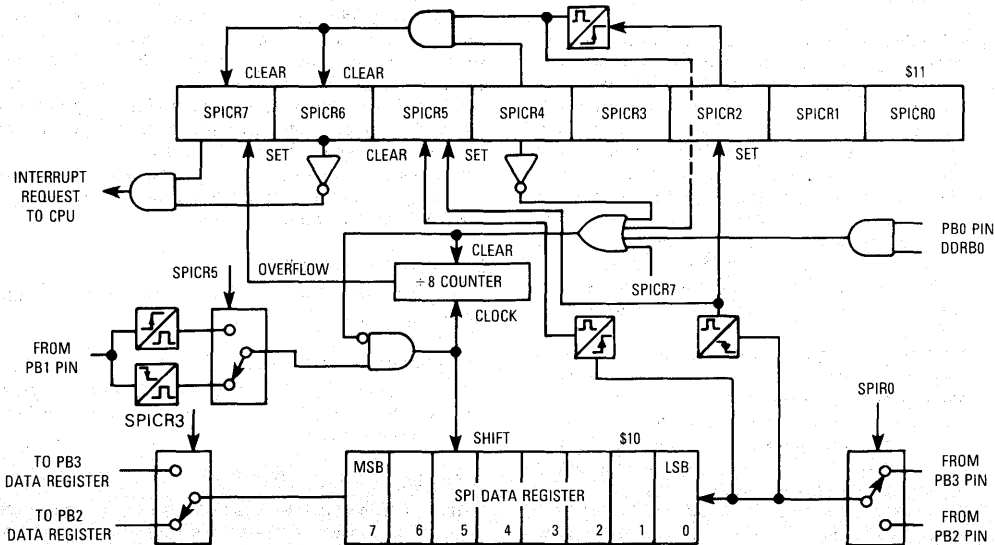 CLEAR
CLEAR
$11
SPICR7
SPICR6
SPICR5
SPICR4
SPICR3
SPICR2
SPICR1
SPICR0
SET
CLEAR
SET
SET
INTERRUPT
REQUEST
TO CPU
PB0 PIN
DDRB0
CLEAR
SPICR5
OVERFLOW
÷8 COUNTER
SPICR7
CLOCK
FROM
PB1 PIN
SPICR3
SPIR0
SHIFT
$10
TO PB3
DATA REGISTER
MSB
LSB
FROM
PB3 PIN
SPI DATA REGISTER
TO PB2
DATA REGISTER
FROM
PB2 PIN
7 6 5 4 3 2 1 0